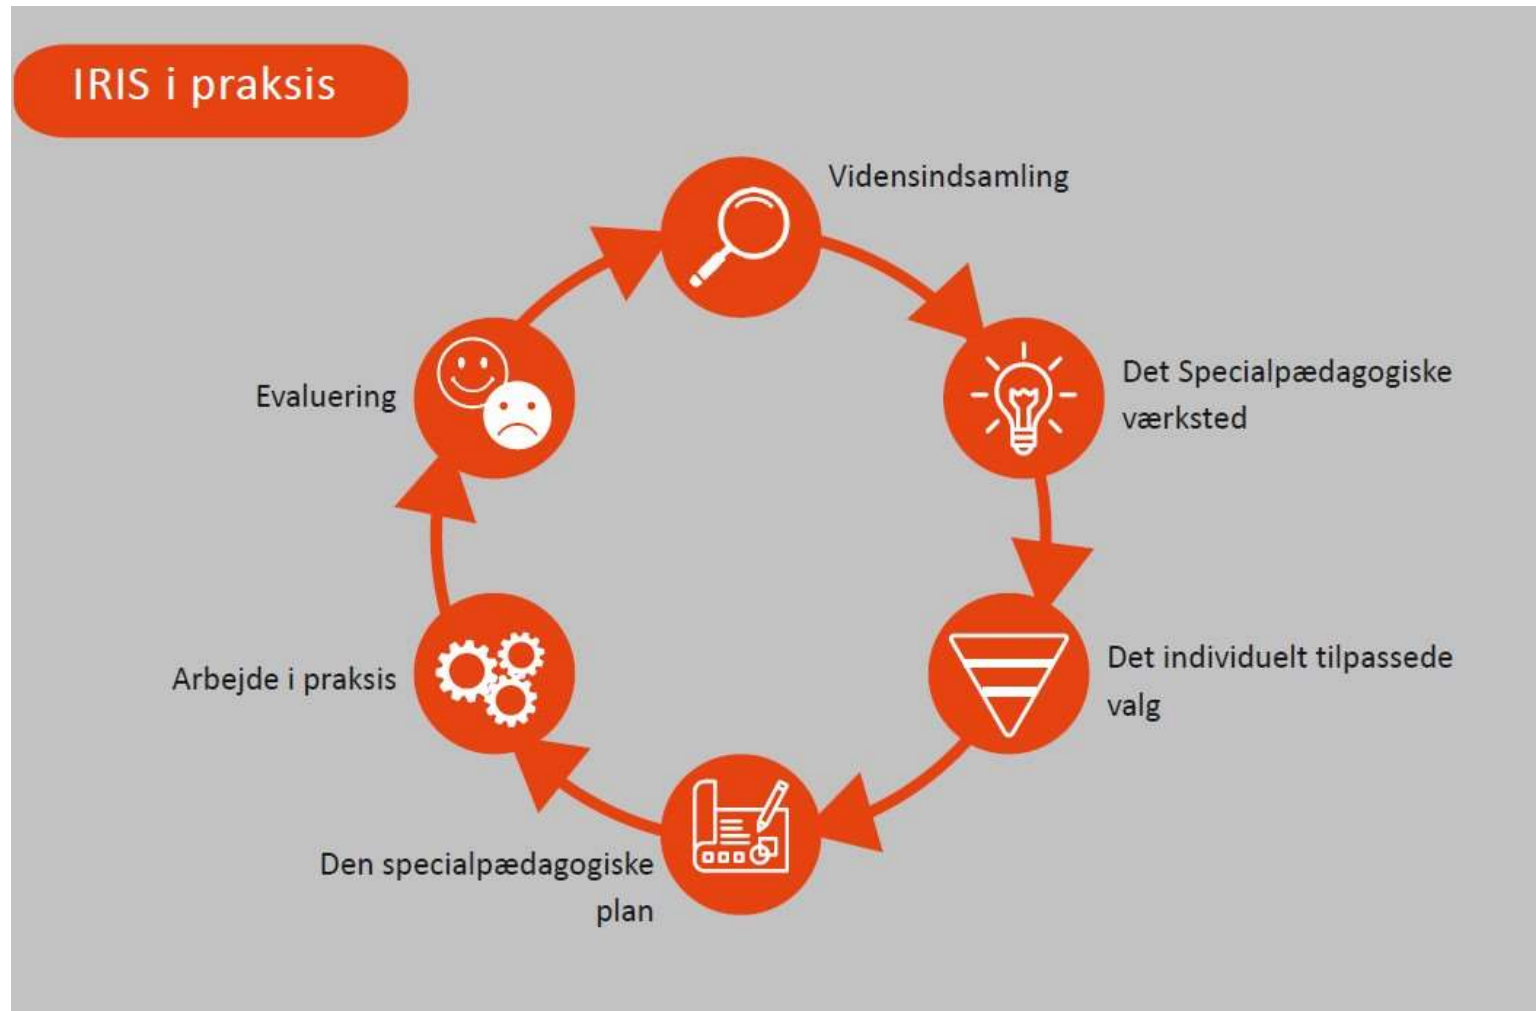 IRIS i praksis
Vidensindsamling
Det Specialpædagogiske
værksted
Det individuelt tilpassede
valg
Den specialpædagogiske
plan
Arbejde i praksis
Evaluering